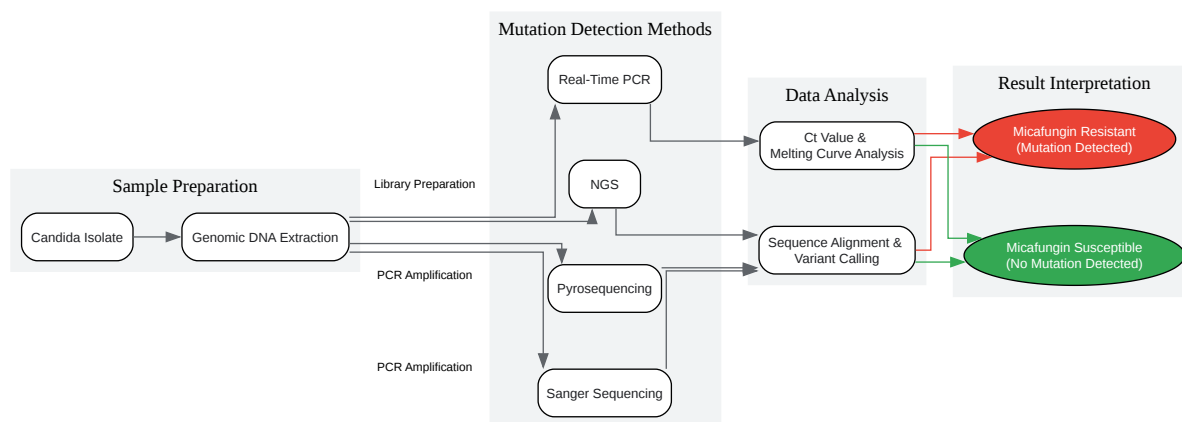 Sample Preparation
Candida Isolate
Genomic DNA Extraction
Library Preparation
PCR Amplification
PCR Amplification
Mutation Detection Methods
Real-Time PCR
NGS
Pyrosequencing
Sanger Sequencing
Data Analysis
Ct Value &
Melting Curve Analysis
Sequence Alignment &
Variant Calling
Result Interpretation
Micafungin Resistant
(Mutation Detected)
Micafungin Susceptible
(No Mutation Detected)